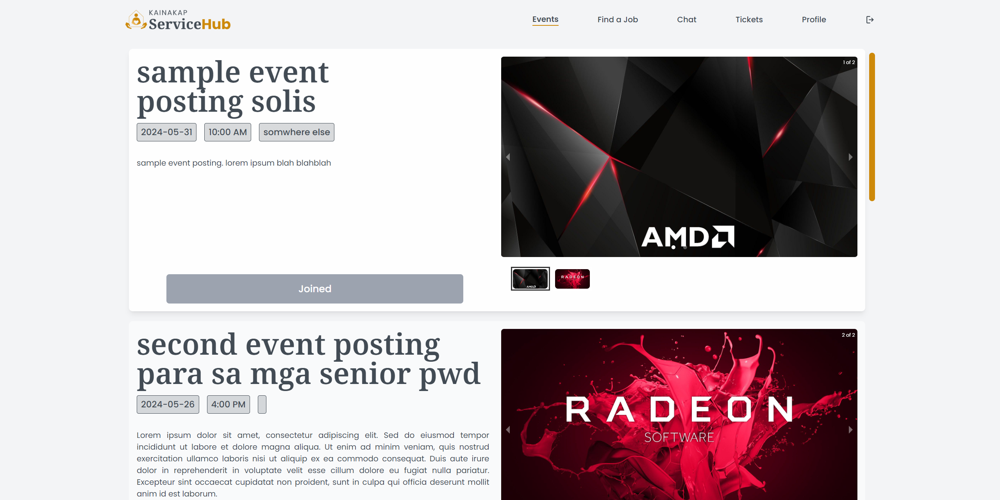 KAINAKAP
ServiceHub
Events
Find a Job
Chat
Tickets
Profile
sample event
posting solis
2024-05-31
10:00 AM
somwhere else
sample event posting. lorem ipsum blah blahblah
Joined
1 of 2
AMD
AMD
RADEON
second event posting
para sa mga senior pwd
2024-05-26
4:00 PM
Lorem ipsum dolor sit amet, consectetur adipiscing elit. Sed do eiusmod tempor
incididunt ut labore et dolore magna aliqua. Ut enim ad minim veniam, quis nostrud
exercitation ullamco laboris nisi ut aliquip ex ea commodo consequat. Duis aute irure
dolor in reprehenderit in voluptate velit esse cillum dolore eu fugiat nulla pariatur.
Excepteur sint occaecat cupidatat non proident, sunt in culpa qui officia deserunt mollit
anim id est laborum.
2 of 2
RADEON
SOFTWARE